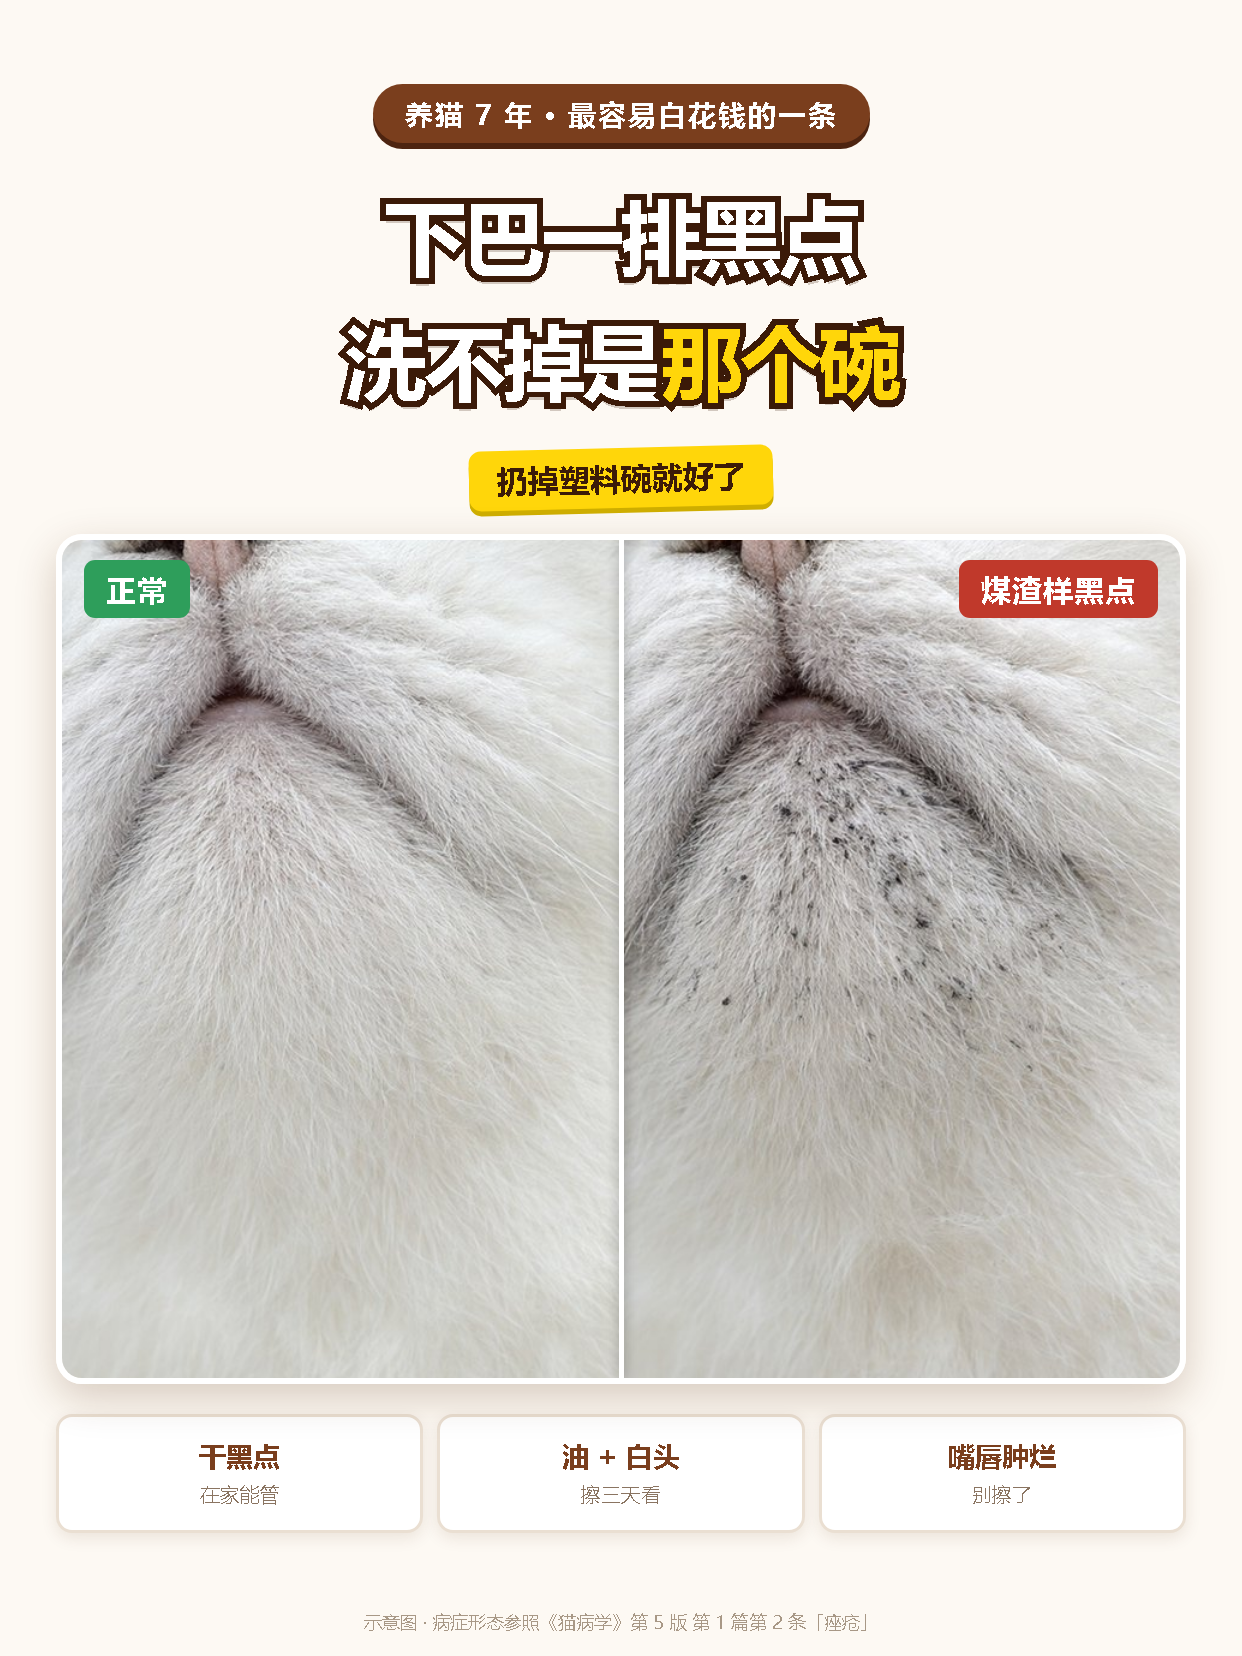 养猫 7 年 • 最容易白花钱的一条
下巴一排黑点
洗不掉是那个碗
扔掉塑料碗就好了
正常
煤渣样黑点
干黑点
在家能管
油 + 白头
擦三天看
嘴唇肿烂
别擦了
示意图 · 病症形态参照《猫病学》第 5 版 第 1 篇第 2 条「痤疮」